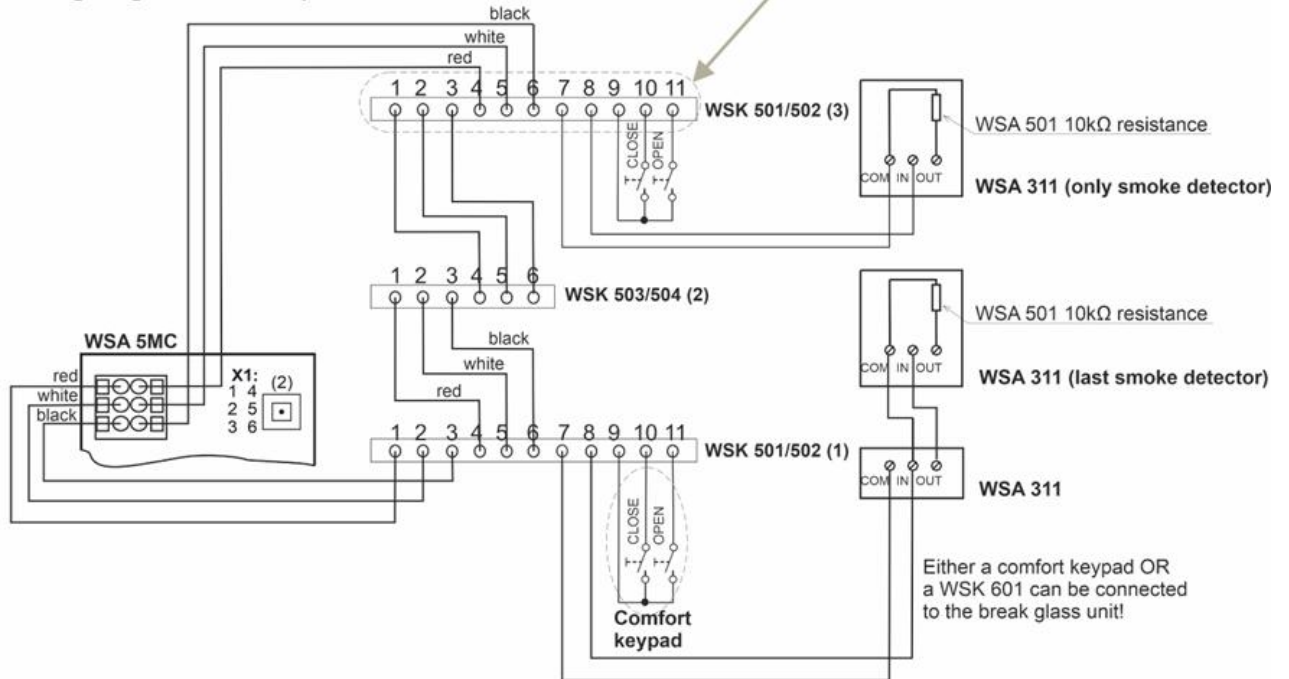 black
white
red
1 2 3 4 5 6 7 8 9 10 11
WSK 501/502 (3)
CLOSE
OPEN
WSA 501 10kΩ resistance
COM IN OUT
WSA 311 (only smoke detector)
1 2 3 4 5 6
WSK 503/504 (2)
WSA 501 10kΩ resistance
COM IN OUT
WSA 311 (last smoke detector)
black
white
red
WSA 5MC
red
white
black
X1:
1 4
2 5
3 6
(2)
1 2 3 4 5 6 7 8 9 10 11
WSK 501/502 (1)
COM IN OUT
WSA 311
CLOSE
OPEN
Comfort
keypad
Either a comfort keypad OR
a WSK 601 can be connected
to the break glass unit!